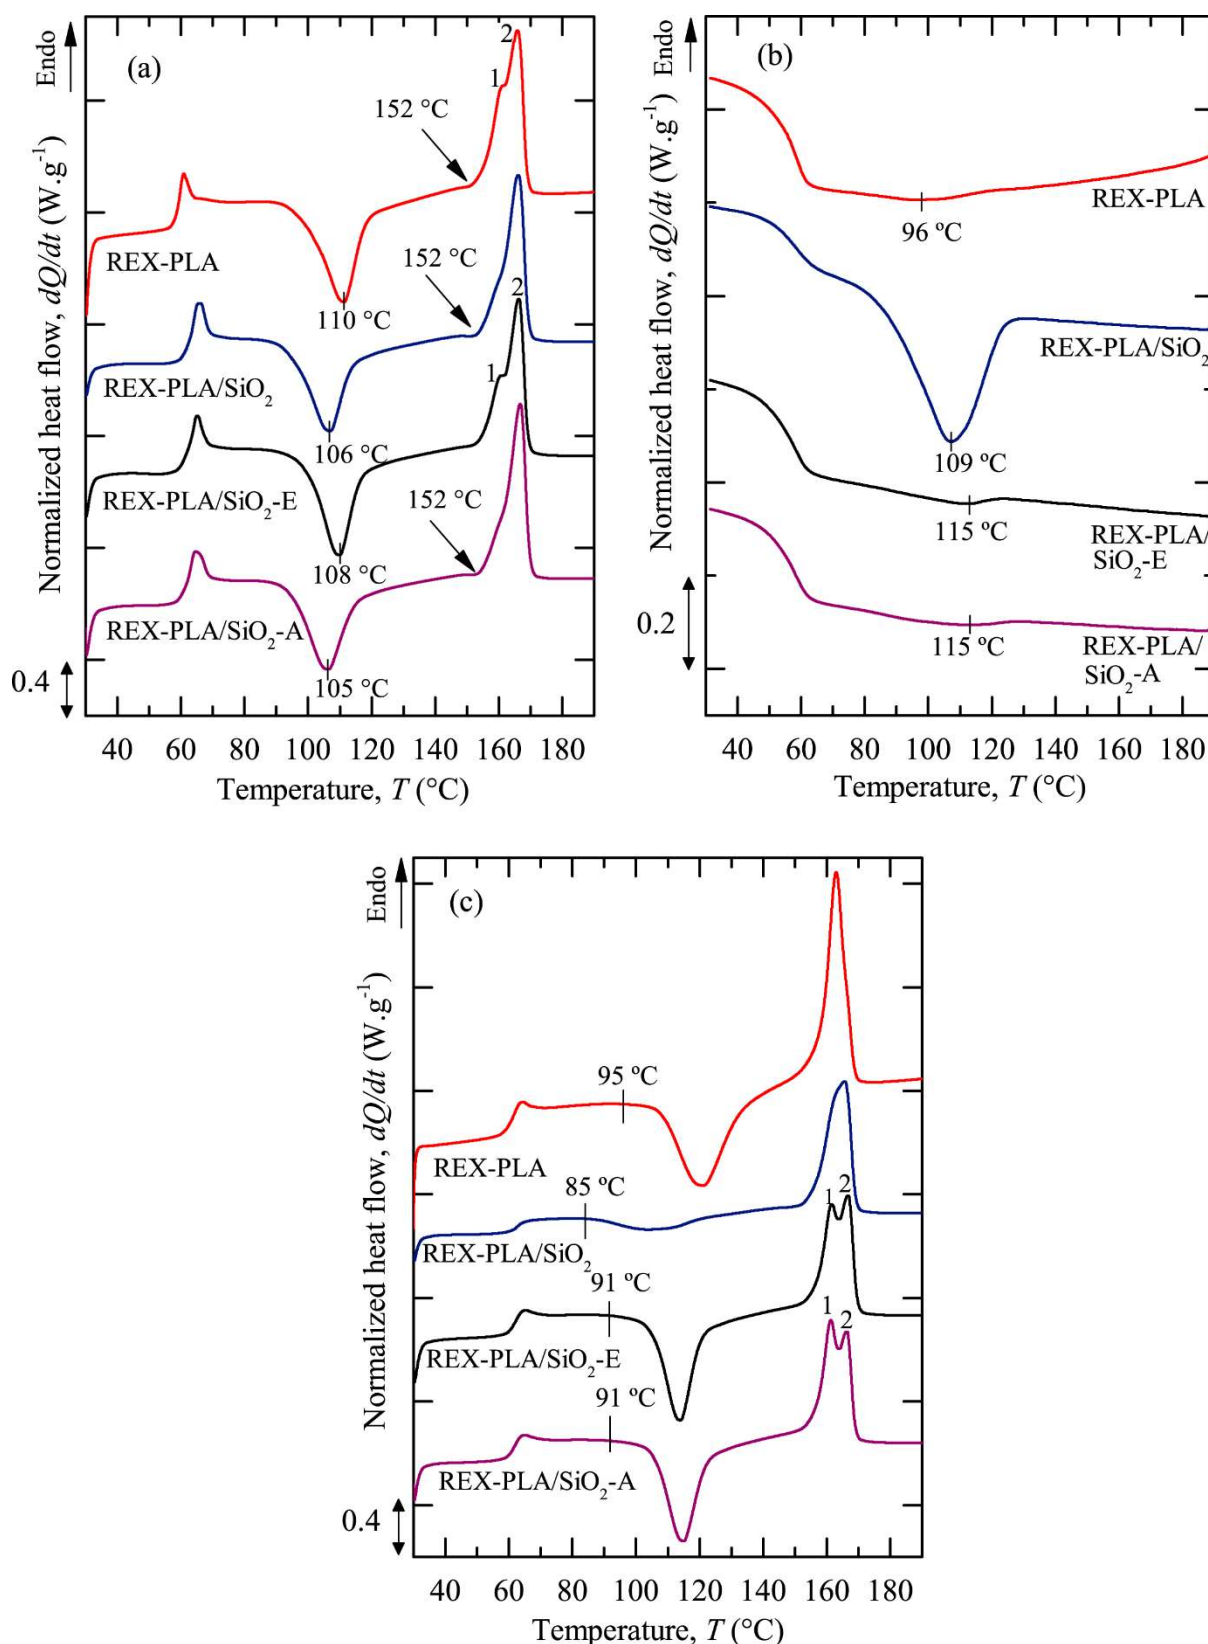 Endo
(a)
2
1
152 °C
REX-PLA
110 °C
152 °C
REX-PLA/SiO2
106 °C
2
1
REX-PLA/SiO2-E
108 °C
152 °C
REX-PLA/SiO2-A
105 °C
0.4
Normalized heat flow, dQ/dt (W.g-1)
40 60 80 100 120 140 160 180
Temperature, T (°C)
Endo
(b)
REX-PLA
96 ºC
REX-PLA/SiO2
109 ºC
115 °C
REX-PLA/
SiO2-E
115 °C
REX-PLA/
SiO2-A
0.2
Normalized heat flow, dQ/dt (W.g-1)
40 60 80 100 120 140 160 180
Temperature, T (°C)
Endo
(c)
95 ºC
REX-PLA
85 ºC
REX-PLA/SiO2
1 2
91 ºC
REX-PLA/SiO2-E
1 2
91 ºC
REX-PLA/SiO2-A
0.4
Normalized heat flow, dQ/dt (W.g-1)
40 60 80 100 120 140 160 180
Temperature, T (°C)